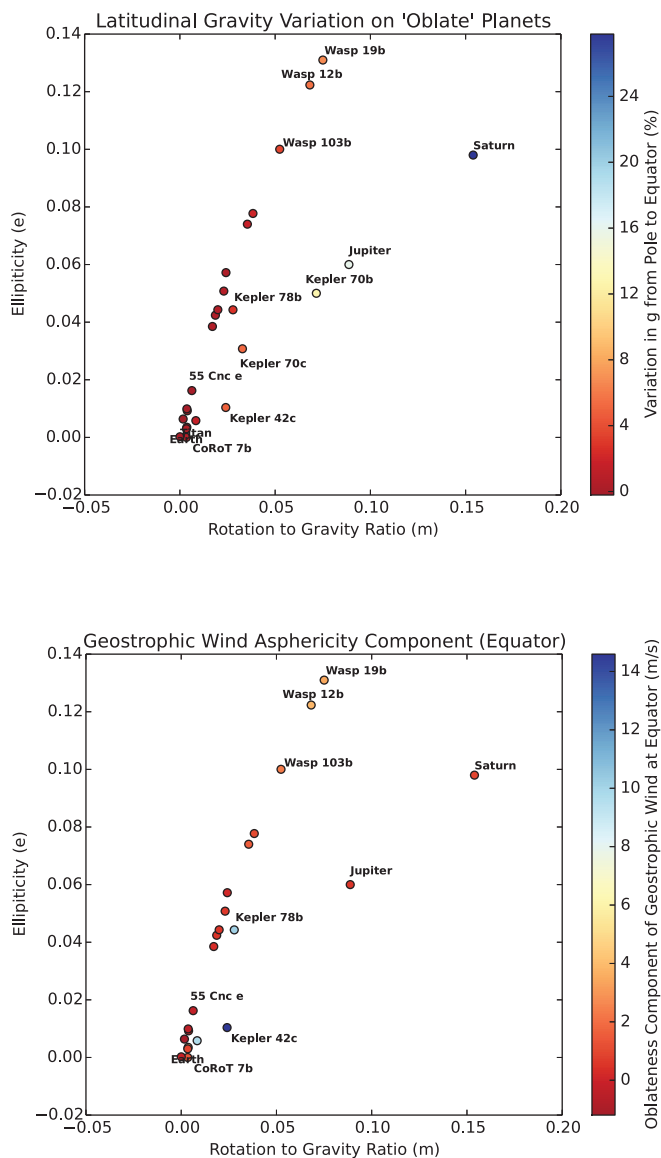 Latitudinal Gravity Variation on 'Oblate' Planets
0.14
0.12
0.10
0.08
0.06
0.04
0.02
0.00
−0.02
Ellipiticity (e)
Wasp 19b
Wasp 12b
Wasp 103b
Saturn
Jupiter
Kepler 70b
Kepler 78b
Kepler 70c
55 Cnc e
Kepler 42c
Earth
CoRoT 7b
−0.05
0.00
0.05
0.10
0.15
0.20
Rotation to Gravity Ratio (m)
24
20
16
12
8
4
0
Variation in g from Pole to Equator (%)
Geostrophic Wind Asphericity Component (Equator)
0.14
0.12
0.10
0.08
0.06
0.04
0.02
0.00
−0.02
Ellipiticity (e)
Wasp 19b
Wasp 12b
Wasp 103b
Saturn
Jupiter
Kepler 78b
55 Cnc e
Kepler 42c
Earth
CoRoT 7b
−0.05
0.00
0.05
0.10
0.15
0.20
Rotation to Gravity Ratio (m)
14
12
10
8
6
4
2
0
Oblateness Component of Geostrophic Wind at Equator (m/s)